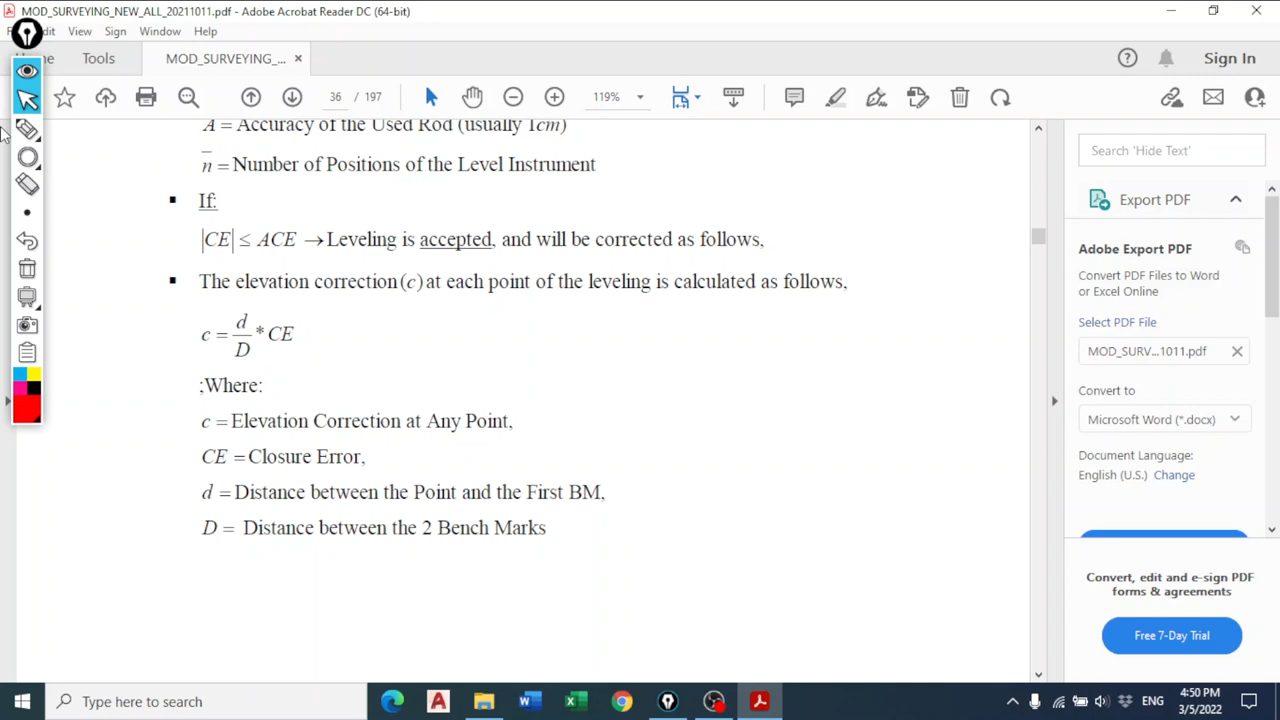 MOD_SURVEYING_NEW_ALL_20211011.pdf - Adobe Acrobat Reader DC (64-bit)
View Sign Window Help
Tools MOD_SURVEYING_... × Sign In
36 / 197 119%
A = Accuracy of the Used Rod (usually 1cm)
n̅ = Number of Positions of the Level Instrument
▪ If:
|CE| ≤ ACE → Leveling is accepted, and will be corrected as follows,
▪ The elevation correction (c) at each point of the leveling is calculated as follows,
c = d/D * CE
;Where:
c = Elevation Correction at Any Point,
CE = Closure Error,
d = Distance between the Point and the First BM,
D = Distance between the 2 Bench Marks
Search 'Hide Text'
Export PDF
Adobe Export PDF
Convert PDF Files to Word
or Excel Online
Select PDF File
MOD_SURV...1011.pdf ×
Convert to
Microsoft Word (*.docx)
Document Language:
English (U.S.) Change
Convert, edit and e-sign PDF
forms & agreements
Free 7-Day Trial
Type here to search
ENG
4:50 PM
3/5/2022